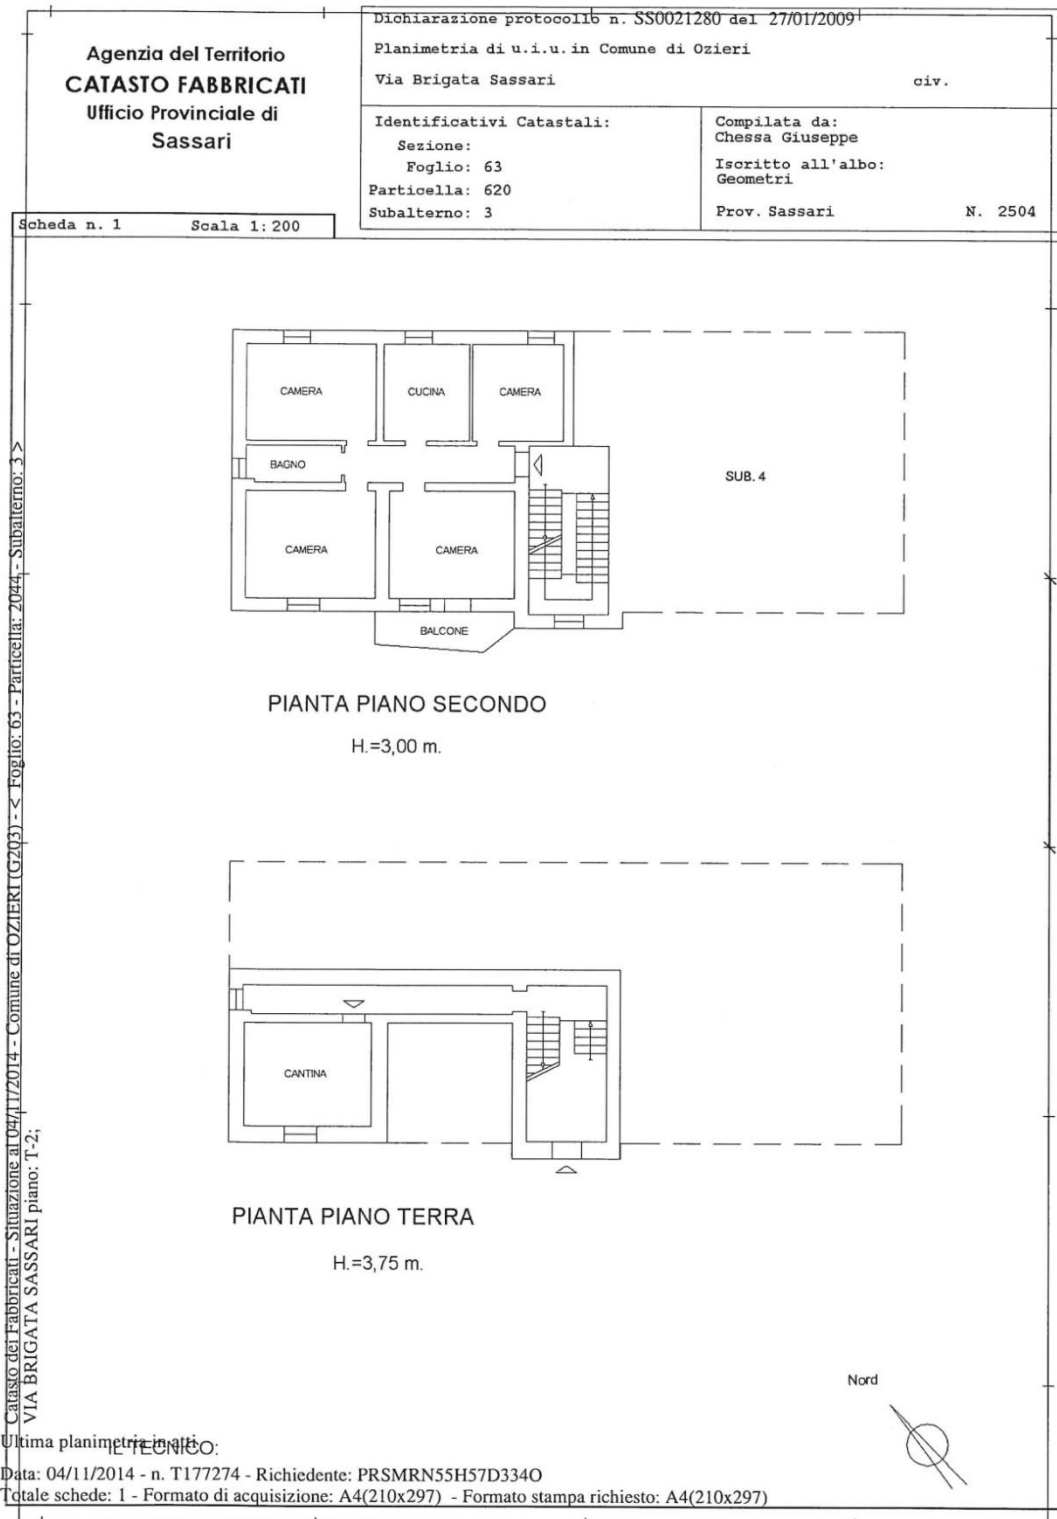 Agenzia del Territorio
CATASTO FABBRICATI
Ufficio Provinciale di
Sassari
Dichiarazione protocollo n. SS0021280 del 27/01/2009
Planimetria di u.i.u. in Comune di Ozieri
Via Brigata Sassari civ.
Identificativi Catastali:
Sezione:
Foglio: 63
Particella: 620
Subalterno: 3
Compilata da:
Chessa Giuseppe
Iscritto all'albo:
Geometri
Prov. Sassari N. 2504
Scheda n. 1 Scala 1:200
CAMERA
CUCINA
CAMERA
BAGNO
SUB. 4
CAMERA
CAMERA
BALCONE
PIANTA PIANO SECONDO
H.=3,00 m.
CANTINA
PIANTA PIANO TERRA
H.=3,75 m.
Nord
Catasto dei Fabbricati - Situazione al 04/11/2014 - Comune di OZIERI (G203) - < Foglio: 63 - Particella: 2044 - Subalterno: 3 >
VIA BRIGATA SASSARI piano: T-2;
Ultima planimetria in atti
IL TECNICO:
Data: 04/11/2014 - n. T177274 - Richiedente: PRSMRN55H57D334O
Totale schede: 1 - Formato di acquisizione: A4(210x297) - Formato stampa richiesto: A4(210x297)